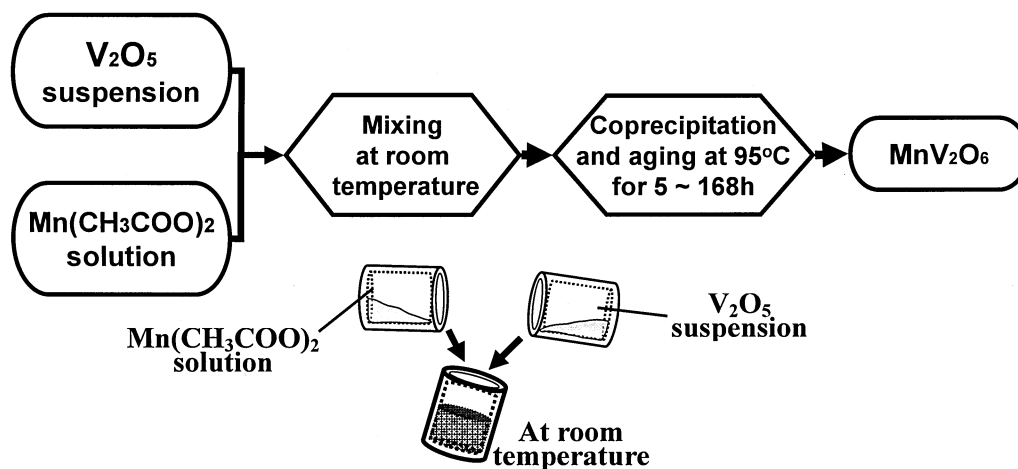 V₂O₅
suspension
Mn(CH₃COO)₂
solution
Mixing
at room
temperature
Coprecipitation
and aging at 95ºC
for 5 ~ 168h
MnV₂O₆
Mn(CH₃COO)₂
solution
V₂O₅
suspension
At room
temperature